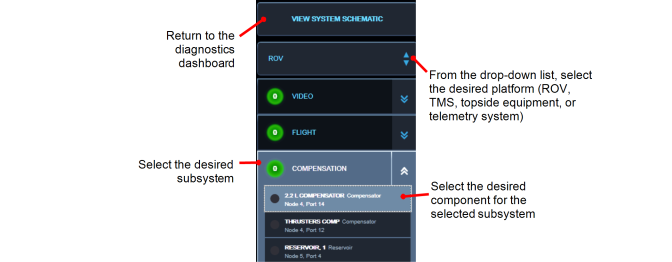 Return to the
diagnostics
dashboard
VIEW SYSTEM SCHEMATIC
ROV
From the drop-down list, select
the desired platform (ROV,
TMS, topside equipment, or
telemetry system)
0 VIDEO
0 FLIGHT
Select the desired
subsystem
0 COMPENSATION
2.2 L COMPENSATOR Compensator
Node 4, Port 14
Select the desired
component for the
selected subsystem
THRUSTERS COMP Compensator
Node 4, Port 12
RESERVOIR, 1 Reservoir
Node 5, Port 4